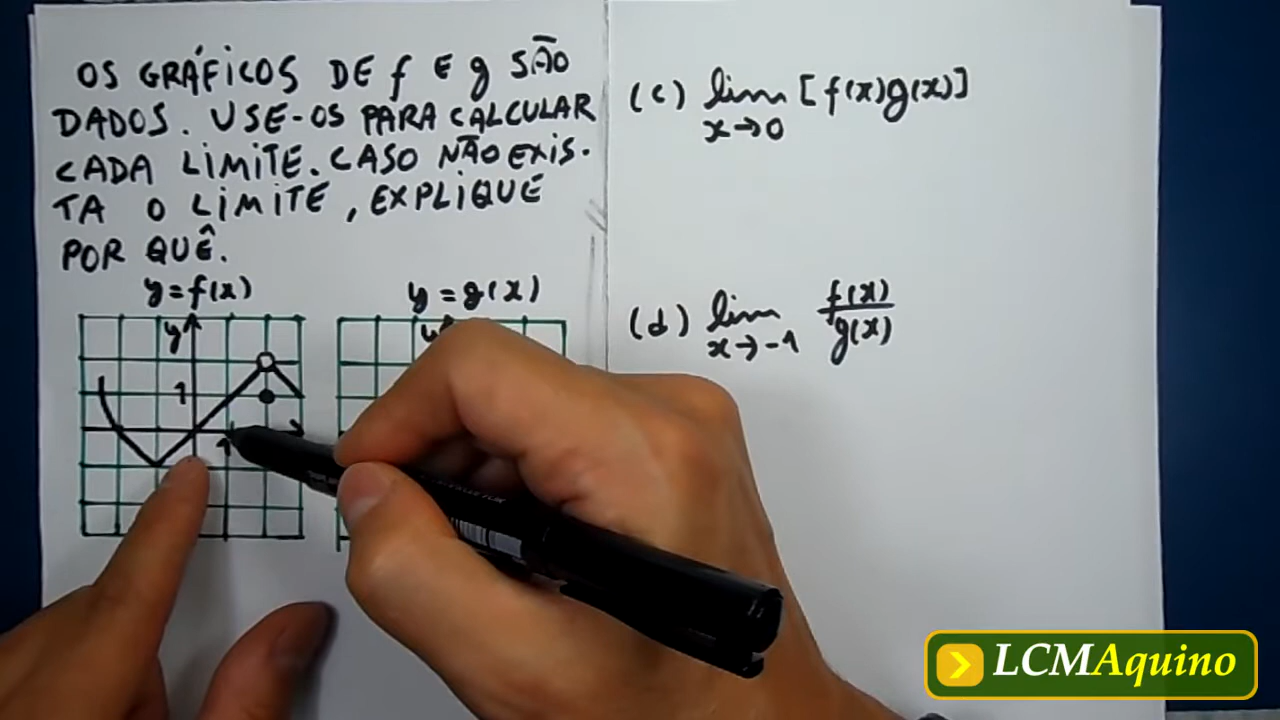 OS GRÁFICOS DE f E g SÃO
DADOS. USE-OS PARA CALCULAR
CADA LIMITE. CASO NÃO EXIS-
TA O LIMITE, EXPLIQUE
POR QUÊ.
y=f(x)
y
1
1
y=g(x)
y
(c) lim [f(x)g(x)]
x→0
(d) lim f(x)/g(x)
x→-1
LCMAquino